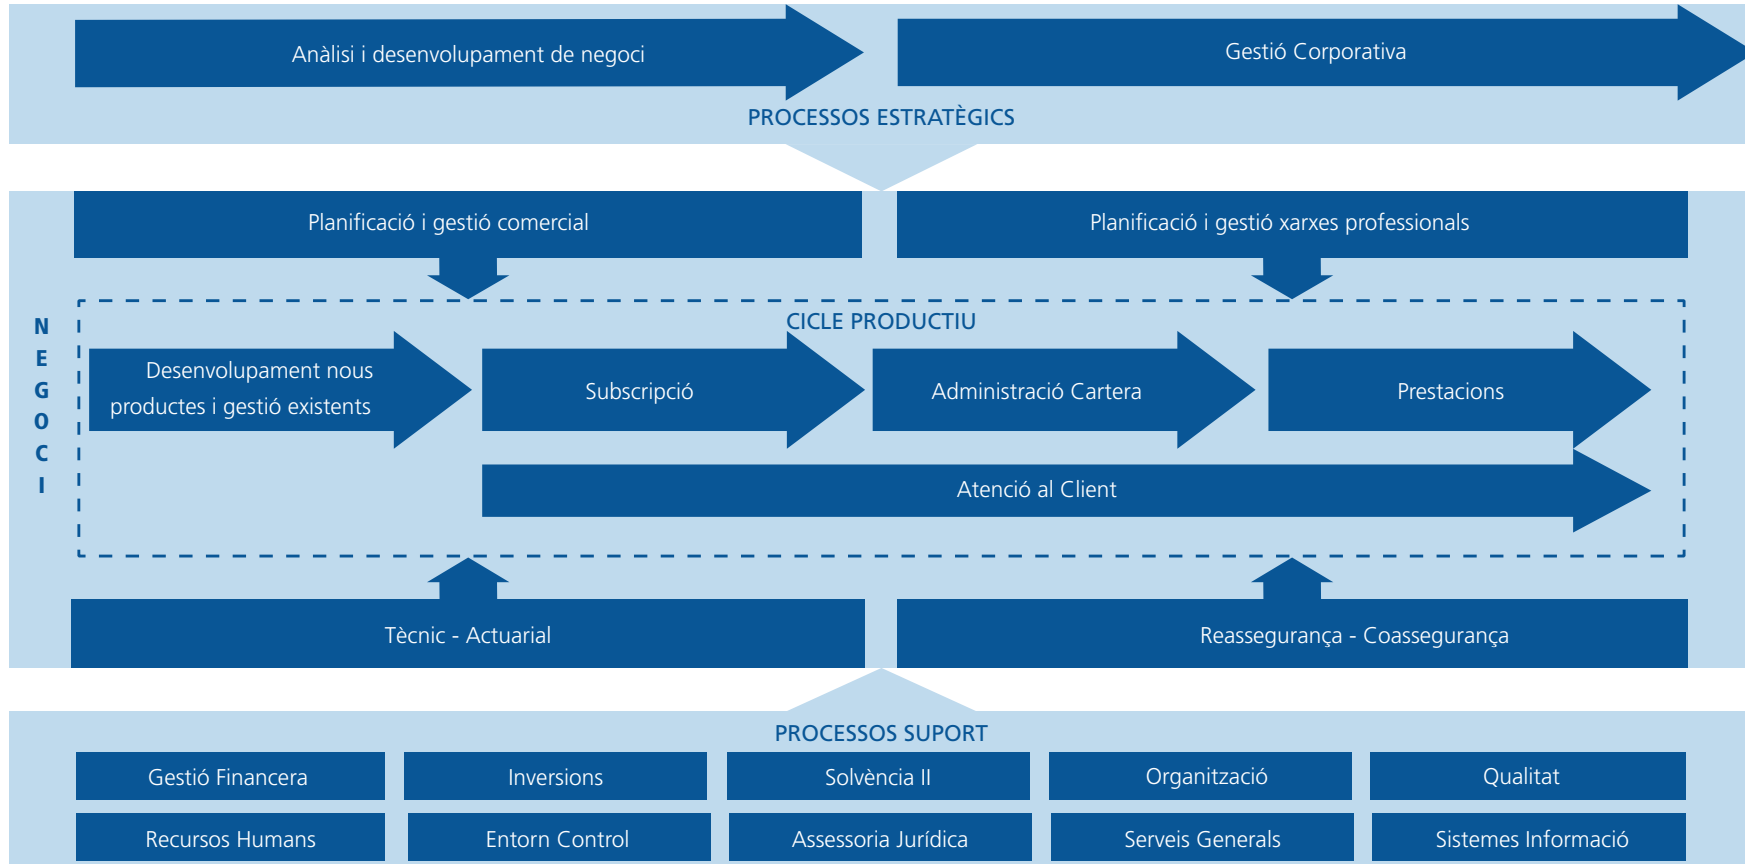 Anàlisi i desenvolupament de negoci
Gestió Corporativa
PROCESSOS ESTRATÈGICS
Planificació i gestió comercial
Planificació i gestió xarxes professionals
NEGOCI
CICLE PRODUCTIU
Desenvolupament nous
productes i gestió existents
Subscripció
Administració Cartera
Prestacions
Atenció al Client
Tècnic - Actuarial
Reassegurança - Coassegurança
PROCESSOS SUPORT
Gestió Financera
Inversions
Solvència II
Organització
Qualitat
Recursos Humans
Entorn Control
Assessoria Jurídica
Serveis Generals
Sistemes Informació